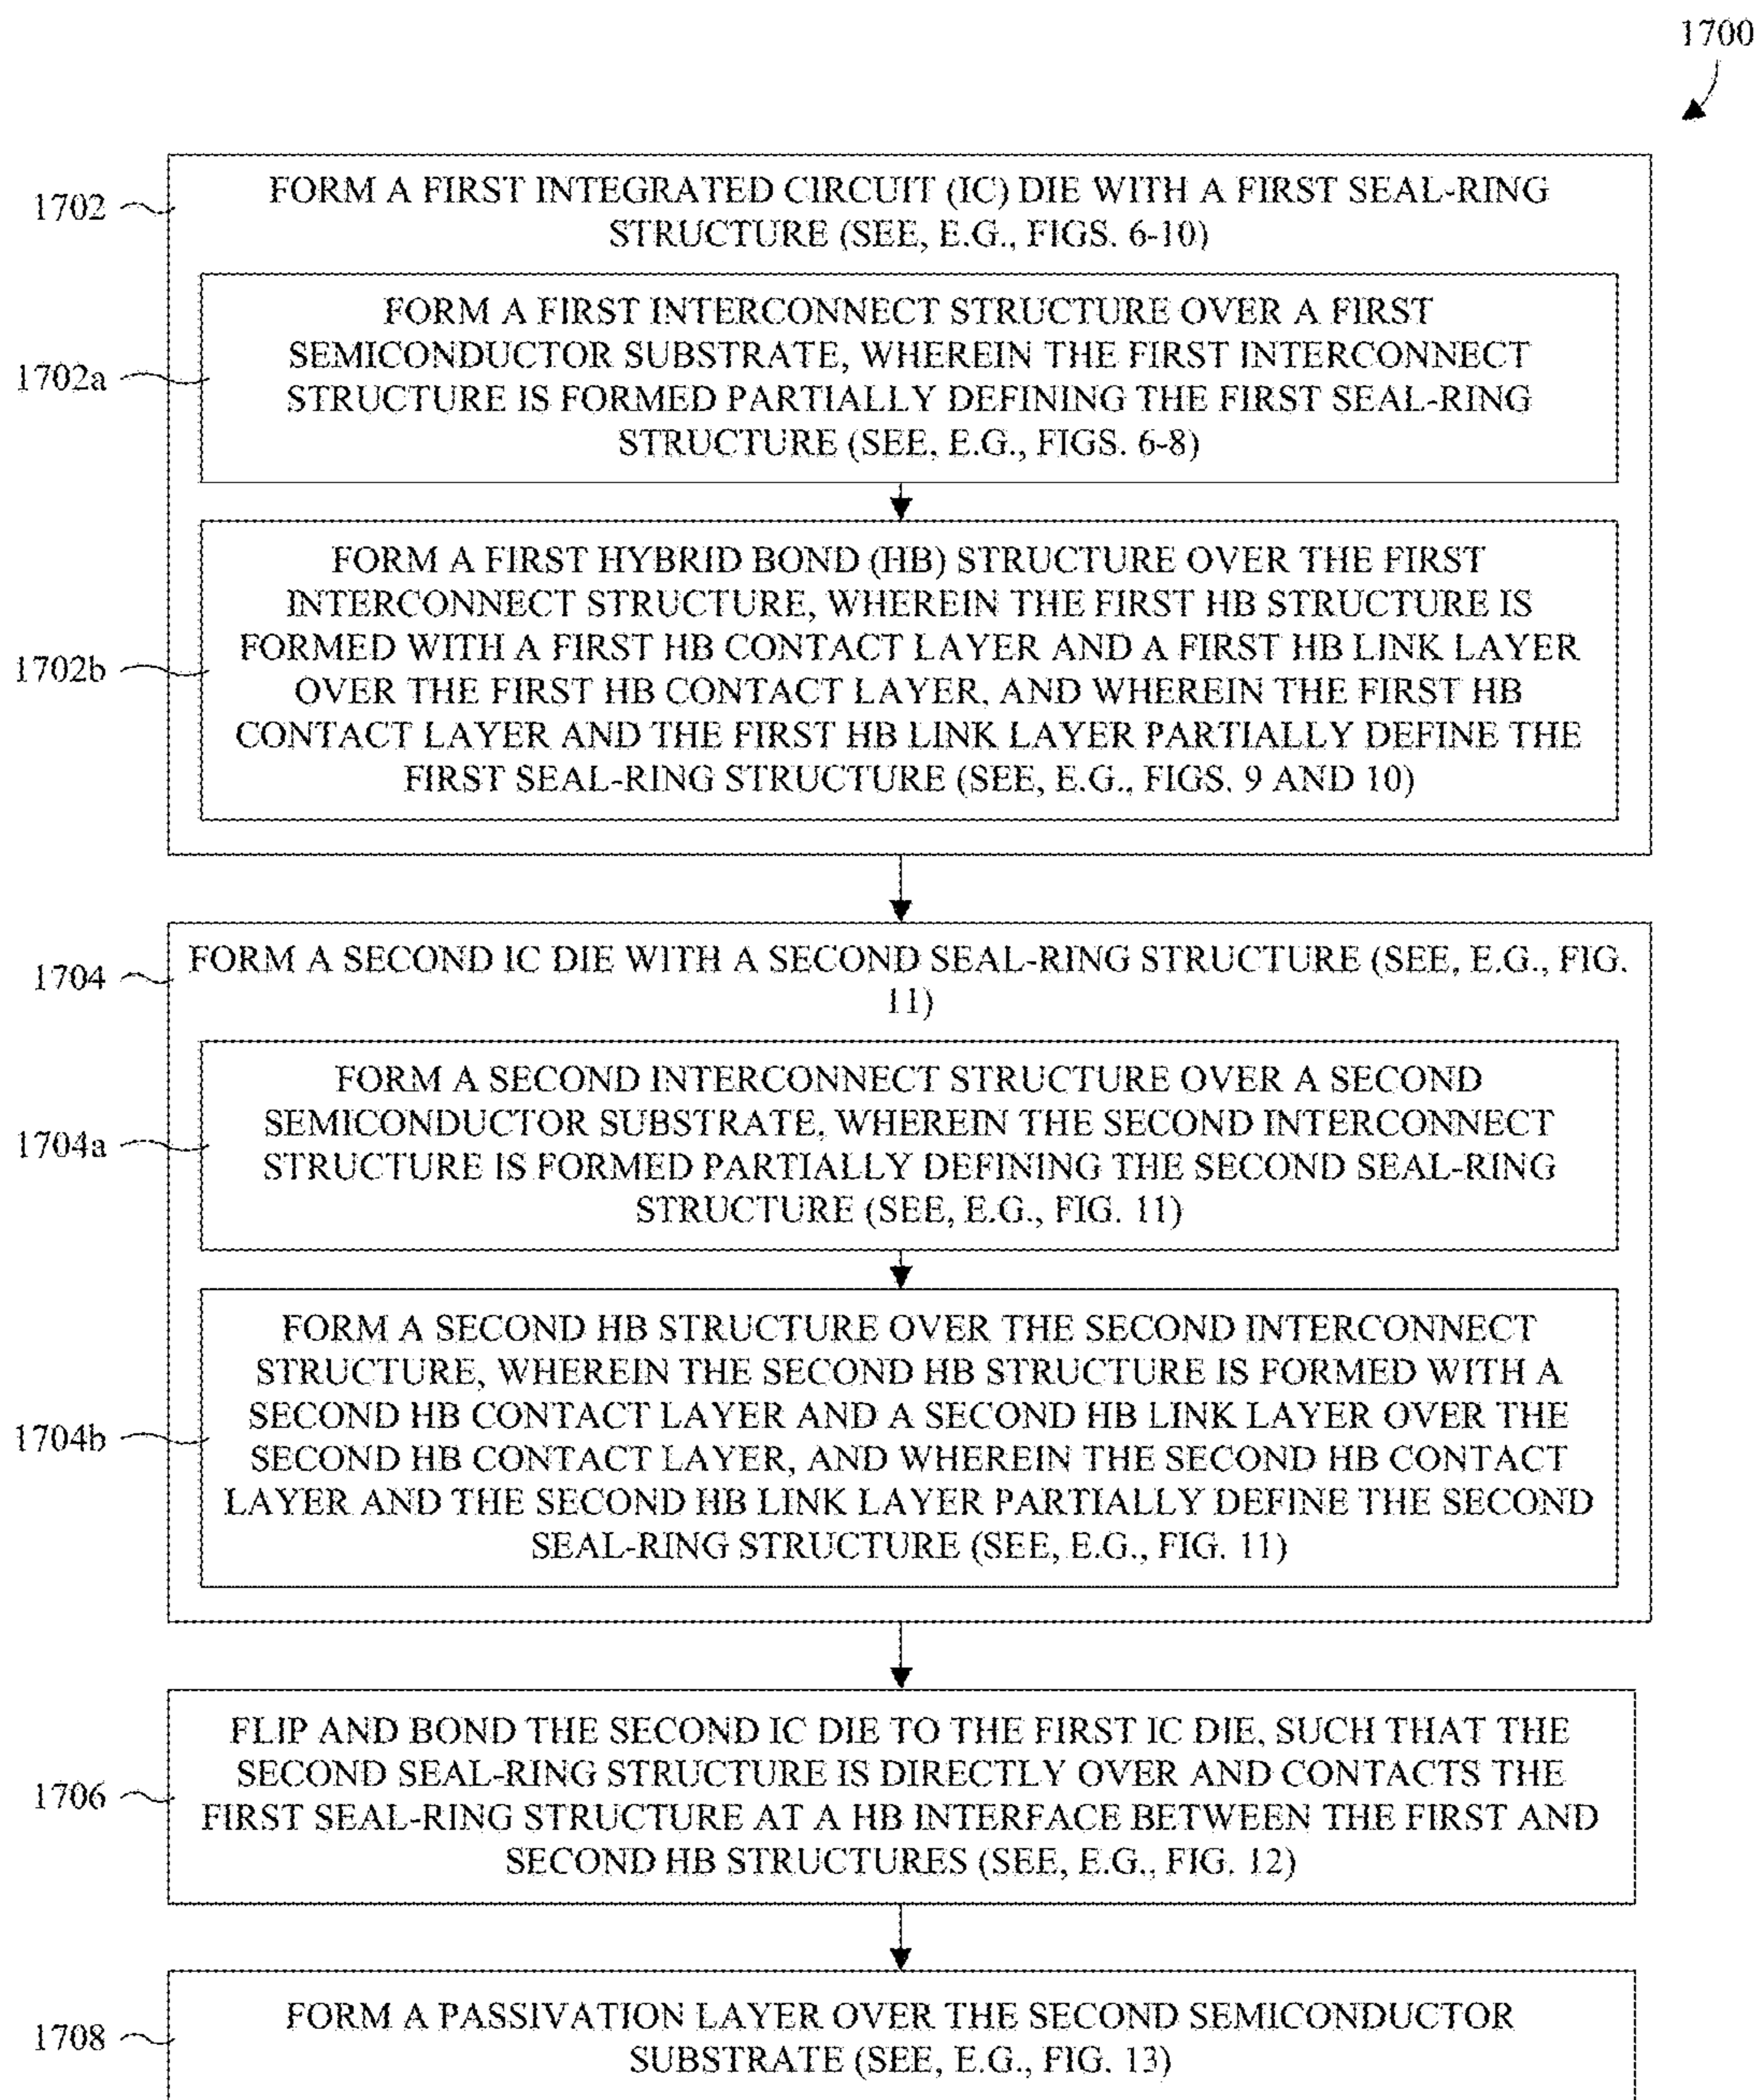 1700
1702
FORM A FIRST INTEGRATED CIRCUIT (IC) DIE WITH A FIRST SEAL-RING
STRUCTURE (SEE, E.G., FIGS. 6-10)
1702a
FORM A FIRST INTERCONNECT STRUCTURE OVER A FIRST
SEMICONDUCTOR SUBSTRATE, WHEREIN THE FIRST INTERCONNECT
STRUCTURE IS FORMED PARTIALLY DEFINING THE FIRST SEAL-RING
STRUCTURE (SEE, E.G., FIGS. 6-8)
1702b
FORM A FIRST HYBRID BOND (HB) STRUCTURE OVER THE FIRST
INTERCONNECT STRUCTURE, WHEREIN THE FIRST HB STRUCTURE IS
FORMED WITH A FIRST HB CONTACT LAYER AND A FIRST HB LINK LAYER
OVER THE FIRST HB CONTACT LAYER, AND WHEREIN THE FIRST HB
CONTACT LAYER AND THE FIRST HB LINK LAYER PARTIALLY DEFINE THE
FIRST SEAL-RING STRUCTURE (SEE, E.G., FIGS. 9 AND 10)
1704
FORM A SECOND IC DIE WITH A SECOND SEAL-RING STRUCTURE (SEE, E.G., FIG.
11)
1704a
FORM A SECOND INTERCONNECT STRUCTURE OVER A SECOND
SEMICONDUCTOR SUBSTRATE, WHEREIN THE SECOND INTERCONNECT
STRUCTURE IS FORMED PARTIALLY DEFINING THE SECOND SEAL-RING
STRUCTURE (SEE, E.G., FIG. 11)
1704b
FORM A SECOND HB STRUCTURE OVER THE SECOND INTERCONNECT
STRUCTURE, WHEREIN THE SECOND HB STRUCTURE IS FORMED WITH A
SECOND HB CONTACT LAYER AND A SECOND HB LINK LAYER OVER THE
SECOND HB CONTACT LAYER, AND WHEREIN THE SECOND HB CONTACT
LAYER AND THE SECOND HB LINK LAYER PARTIALLY DEFINE THE SECOND
SEAL-RING STRUCTURE (SEE, E.G., FIG. 11)
1706
FLIP AND BOND THE SECOND IC DIE TO THE FIRST IC DIE, SUCH THAT THE
SECOND SEAL-RING STRUCTURE IS DIRECTLY OVER AND CONTACTS THE
FIRST SEAL-RING STRUCTURE AT A HB INTERFACE BETWEEN THE FIRST AND
SECOND HB STRUCTURES (SEE, E.G., FIG. 12)
1708
FORM A PASSIVATION LAYER OVER THE SECOND SEMICONDUCTOR
SUBSTRATE (SEE, E.G., FIG. 13)